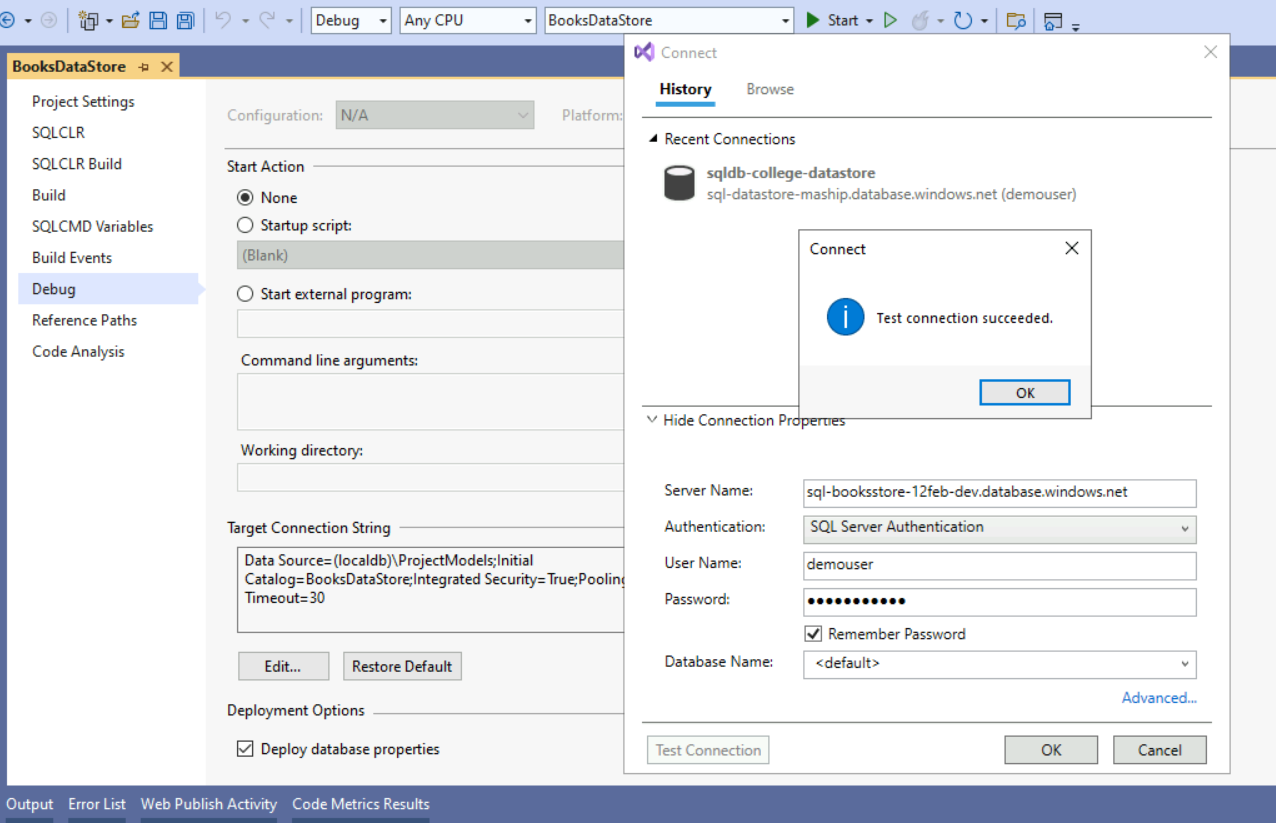 Debug
Any CPU
BooksDataStore
Start
BooksDataStore
Project Settings
SQLCLR
SQLCLR Build
Build
SQLCMD Variables
Build Events
Debug
Reference Paths
Code Analysis
Configuration:
N/A
Platform:
Start Action
None
Startup script:
(Blank)
Start external program:
Command line arguments:
Working directory:
Target Connection String
Data Source=(localdb)\ProjectModels;Initial
Catalog=BooksDataStore;Integrated Security=True;Pooling
Timeout=30
Edit...
Restore Default
Deployment Options
Deploy database properties
Connect
History
Browse
Recent Connections
sqldb-college-datastore
sql-datastore-maship.database.windows.net (demouser)
Connect
i
Test connection succeeded.
OK
Hide Connection Properties
Server Name:
sql-booksstore-12feb-dev.database.windows.net
Authentication:
SQL Server Authentication
User Name:
demouser
Password:
•••••••••••
Remember Password
Database Name:
<default>
Advanced...
Test Connection
OK
Cancel
Output
Error List
Web Publish Activity
Code Metrics Results